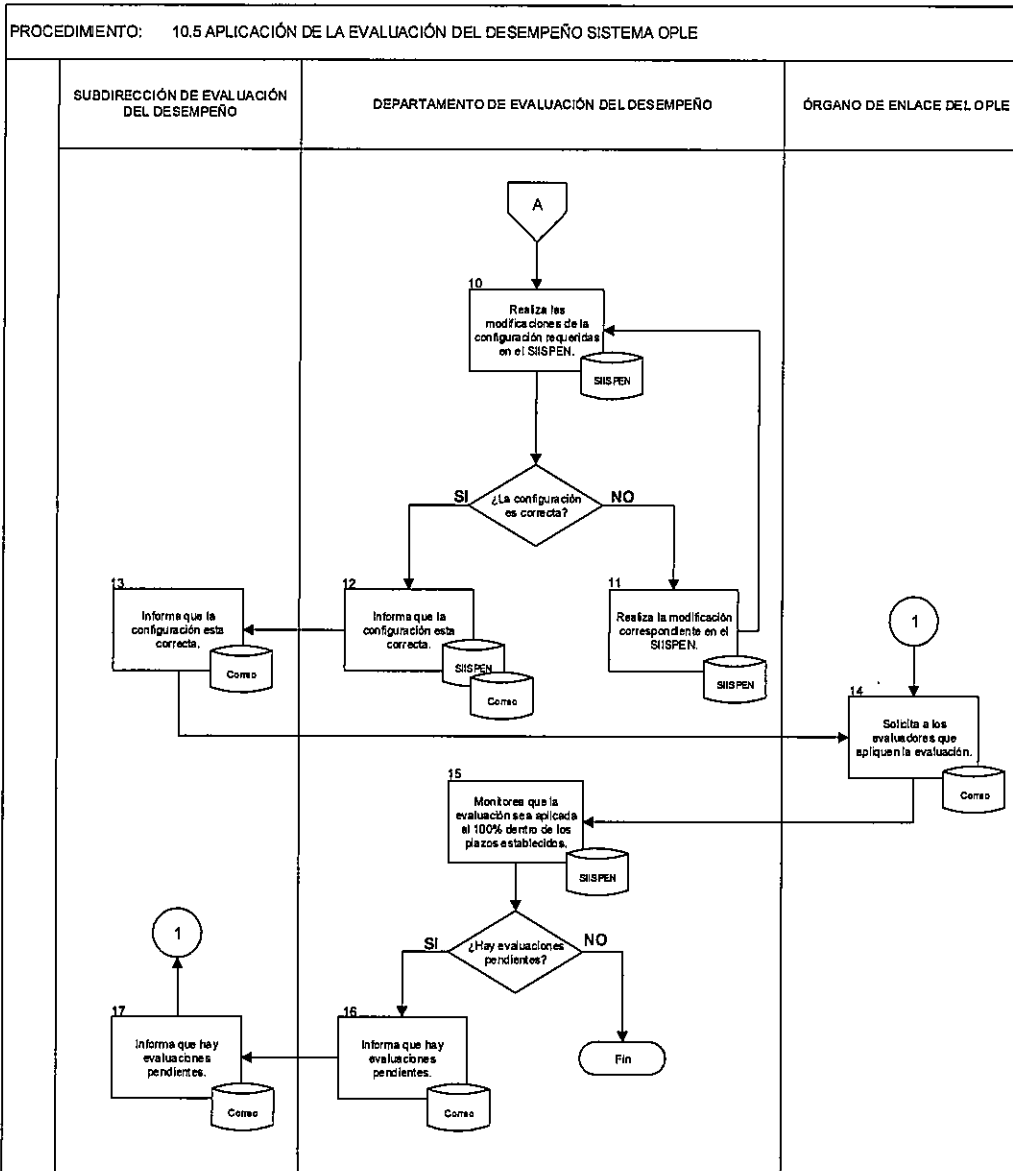 PROCEDIMIENTO: 10.5 APLICACIÓN DE LA EVALUACIÓN DEL DESEMPEÑO SISTEMA OPLE
SUBDIRECCIÓN DE EVALUACIÓN
DEL DESEMPEÑO
DEPARTAMENTO DE EVALUACIÓN DEL DESEMPEÑO
ÓRGANO DE ENLACE DEL OPLE
A
10
Realiza las
modificaciones de la
configuración requeridas
en el SIISPEN.
SIISPEN
SI
¿La configuración
es correcta?
NO
13
Informa que la
configuración esta
correcta.
Correo
12
Informa que la
configuración esta
correcta.
SIISPEN
Correo
11
Realiza la modificación
correspondiente en el
SIISPEN.
SIISPEN
1
14
Solicita a los
evaluadores que
apliquen la evaluación.
Correo
15
Monitorea que la
evaluación sea aplicada
al 100% dentro de los
plazos establecidos.
SIISPEN
1
SI
¿Hay evaluaciones
pendientes?
NO
17
Informa que hay
evaluaciones
pendientes.
Correo
16
Informa que hay
evaluaciones
pendientes.
Correo
Fin